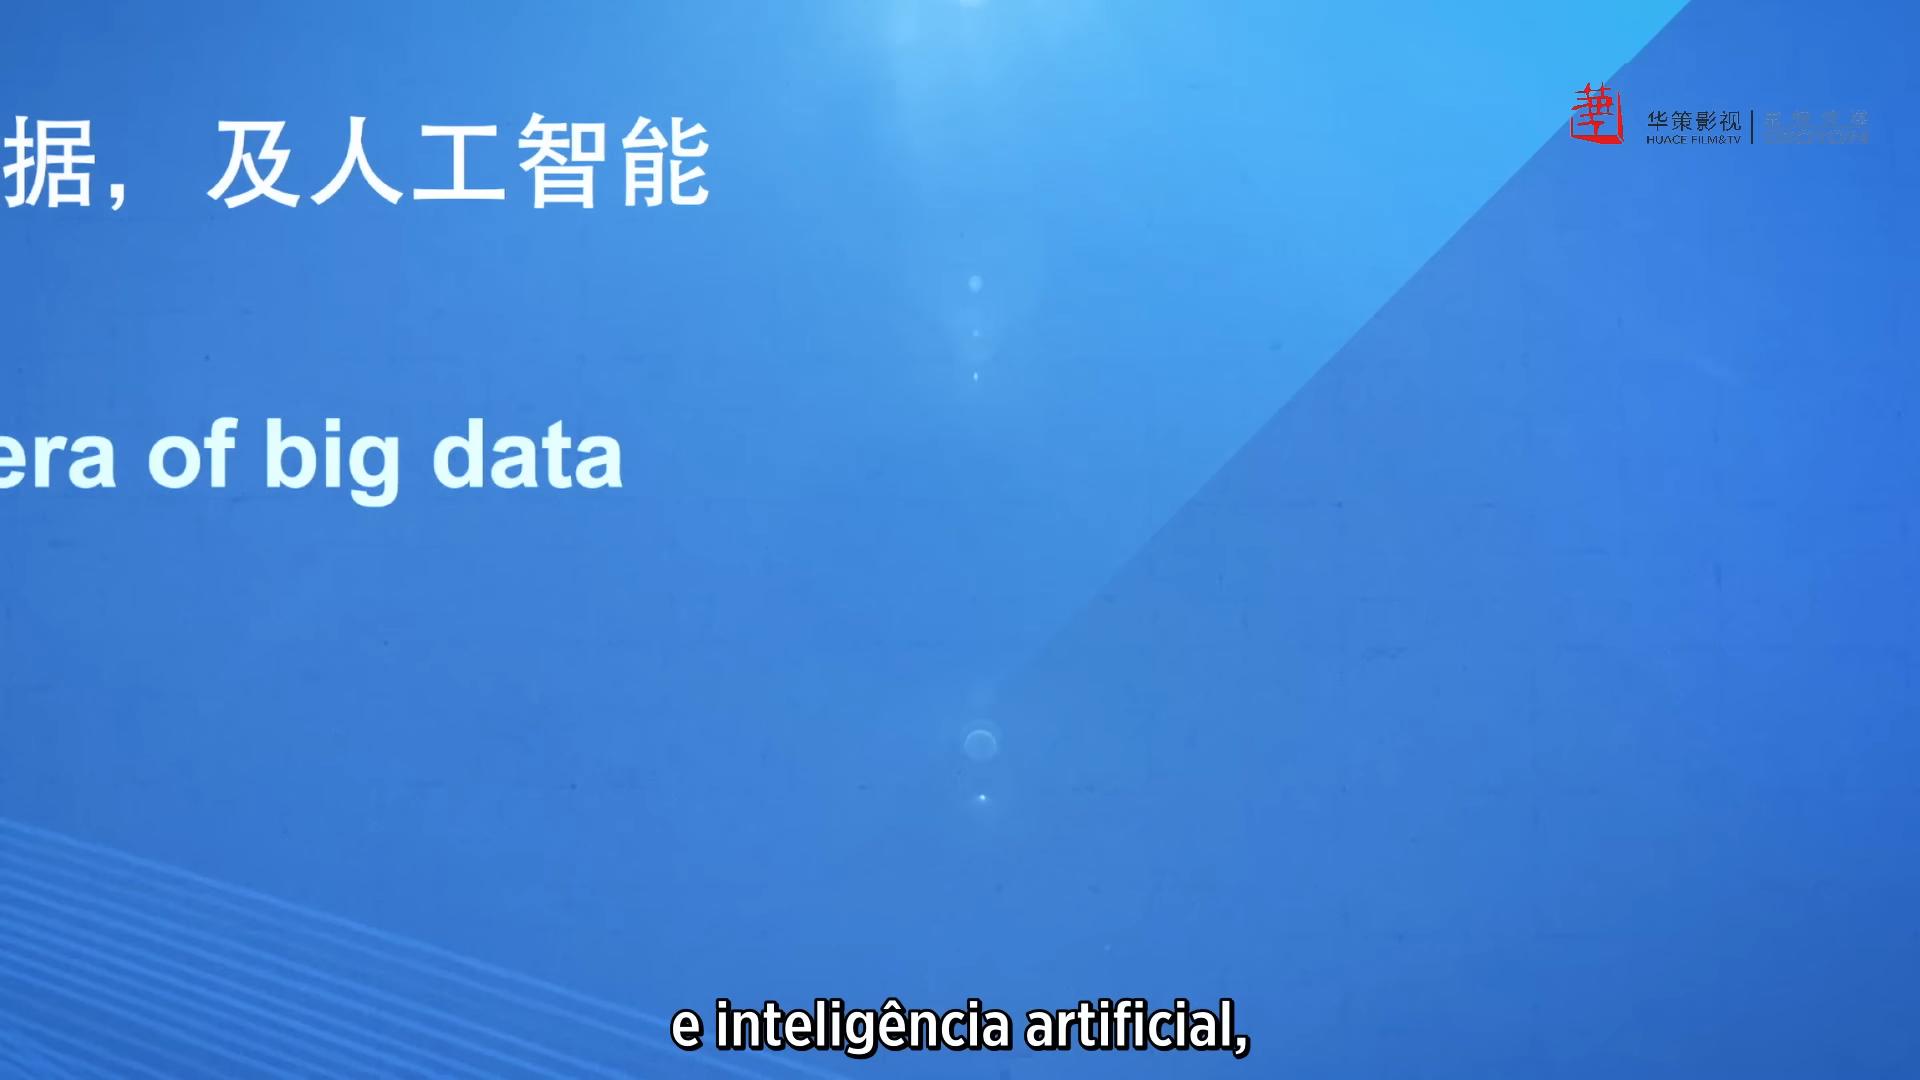 据，及人工智能
华策影视
HUACE FILM&TV
era of big data
e inteligência artificial,